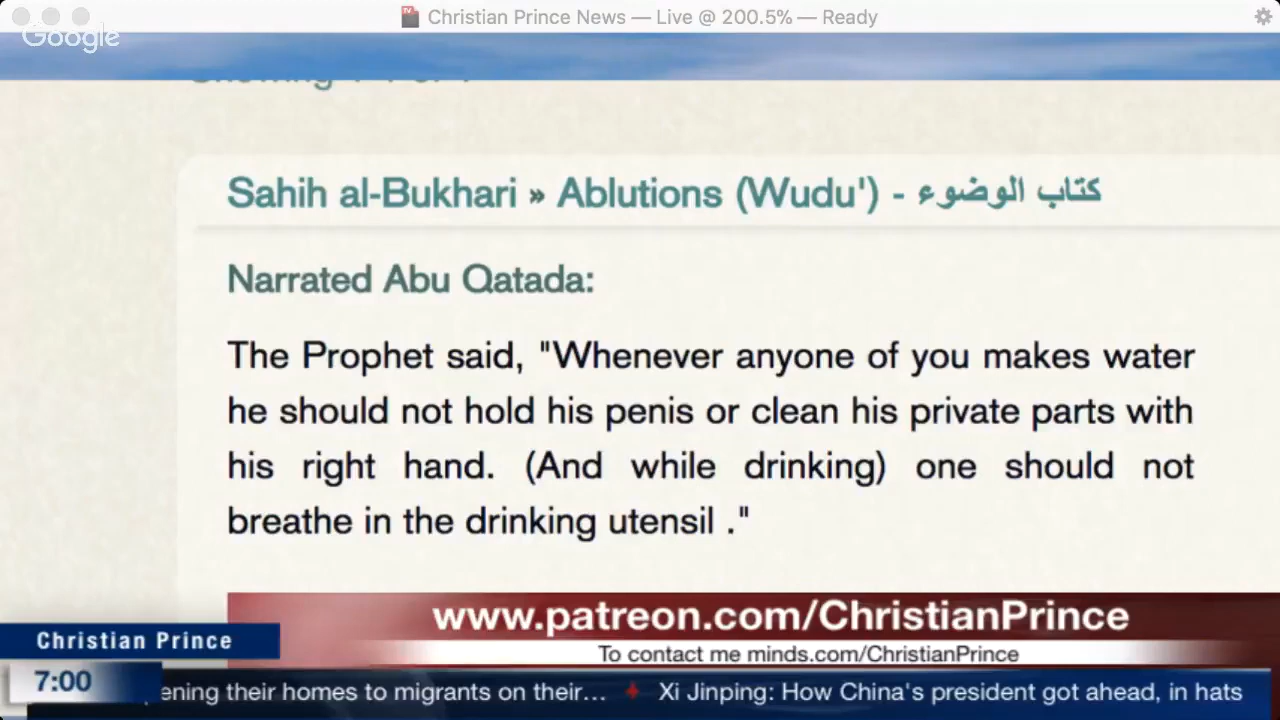 Christian Prince News — Live @ 200.5% — Ready
Google
Sahih al-Bukhari » Ablutions (Wudu') - كتاب الوضوء
Narrated Abu Qatada:
The Prophet said, "Whenever anyone of you makes water
he should not hold his penis or clean his private parts with
his right hand. (And while drinking) one should not
breathe in the drinking utensil ."
www.patreon.com/ChristianPrince
To contact me minds.com/ChristianPrince
Christian Prince
7:00
ening their homes to migrants on their... Xi Jinping: How China's president got ahead, in hats